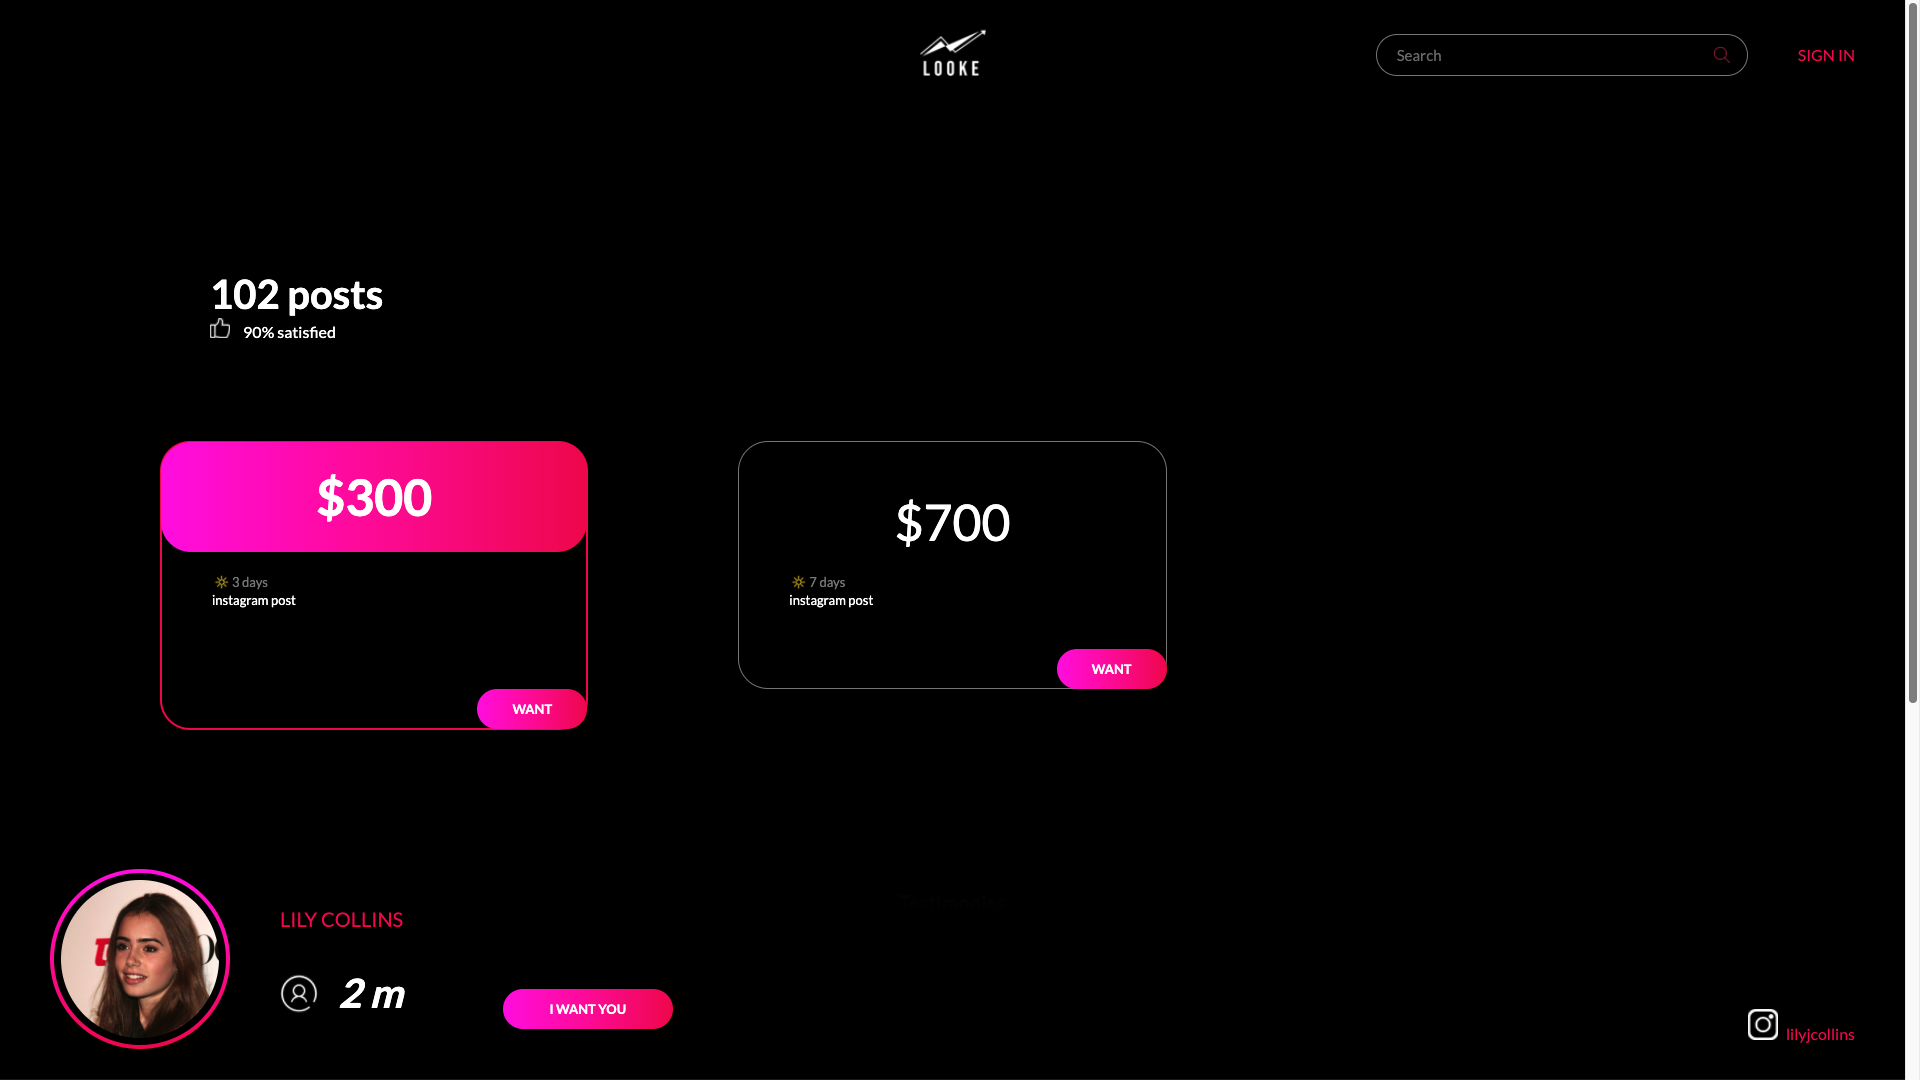 LOOKE
Search
SIGN IN
102 posts
90% satisfied
$300
3 days
instagram post
WANT
$700
7 days
instagram post
WANT
LILY COLLINS
2 m
I WANT YOU
lilyjcollins